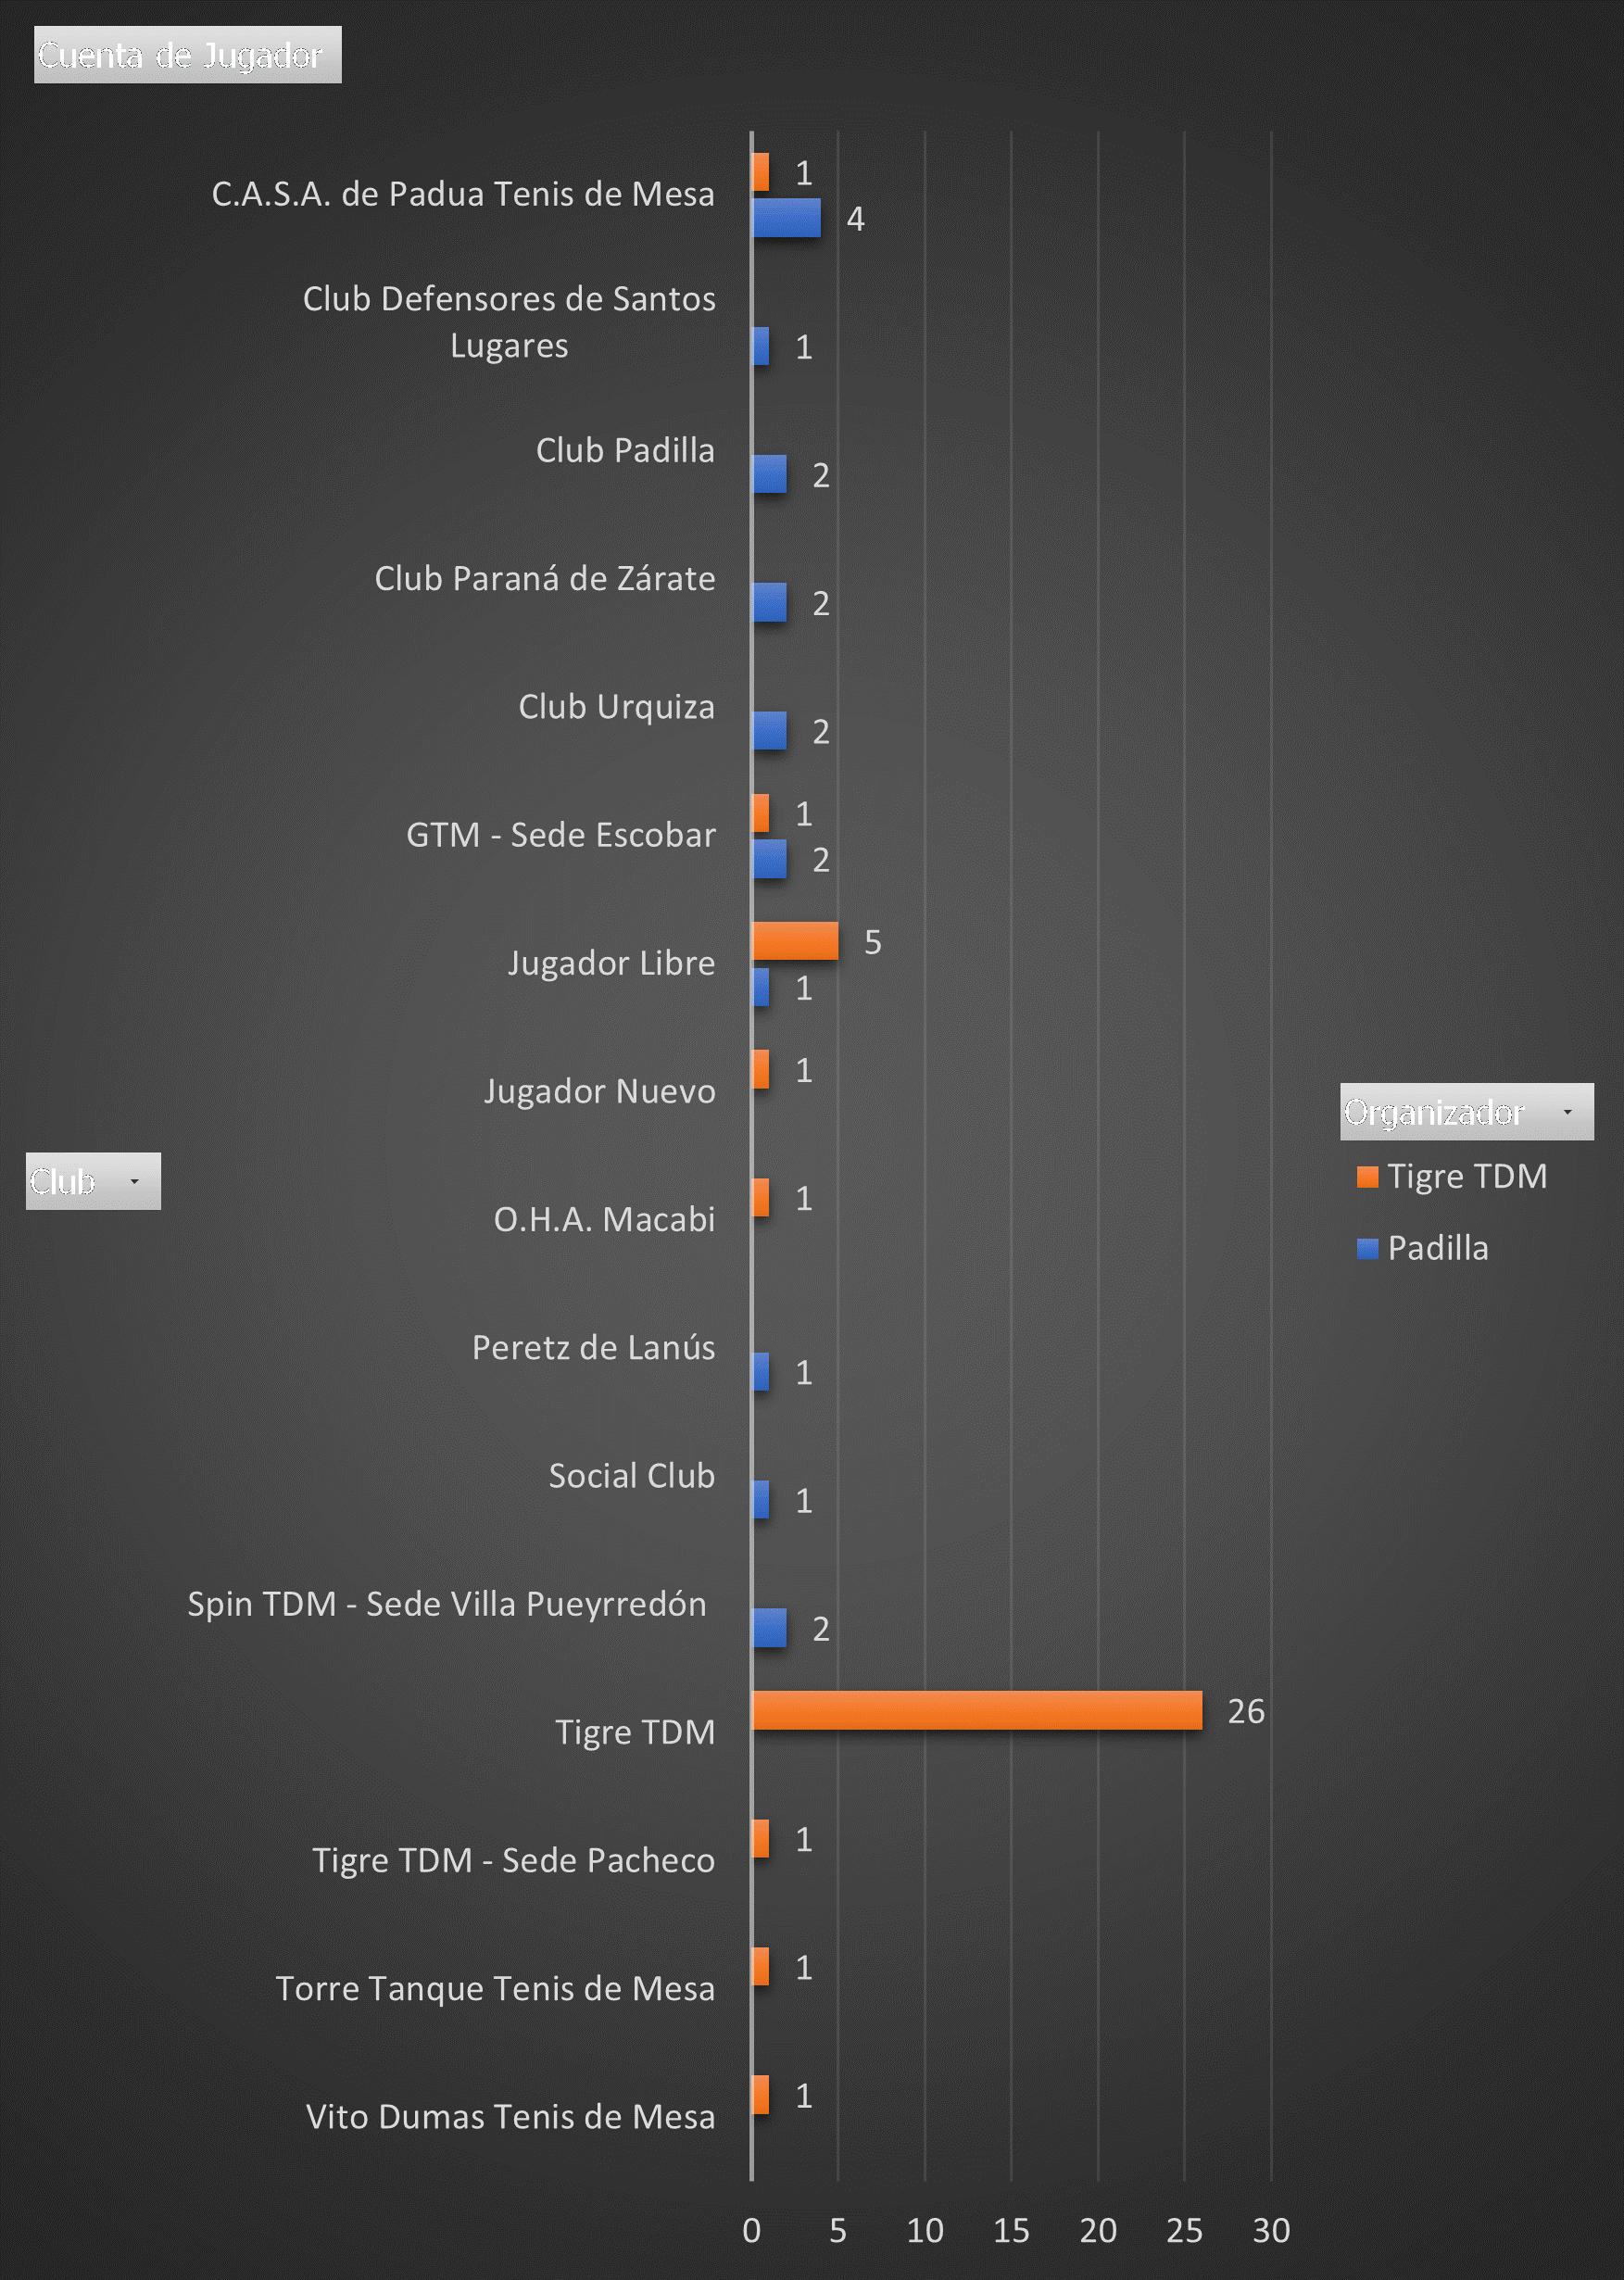 Cuenta de Jugador
C.A.S.A. de Padua Tenis de Mesa
1
4
Club Defensores de Santos
Lugares
1
Club Padilla
2
Club Paraná de Zárate
2
Club Urquiza
2
GTM - Sede Escobar
1
2
Jugador Libre
5
1
Jugador Nuevo
1
O.H.A. Macabi
1
Peretz de Lanús
1
Social Club
1
Spin TDM - Sede Villa Pueyrredón
2
Tigre TDM
26
Tigre TDM - Sede Pacheco
1
Torre Tanque Tenis de Mesa
1
Vito Dumas Tenis de Mesa
1
0 5 10 15 20 25 30
Club
Organizador
Tigre TDM
Padilla